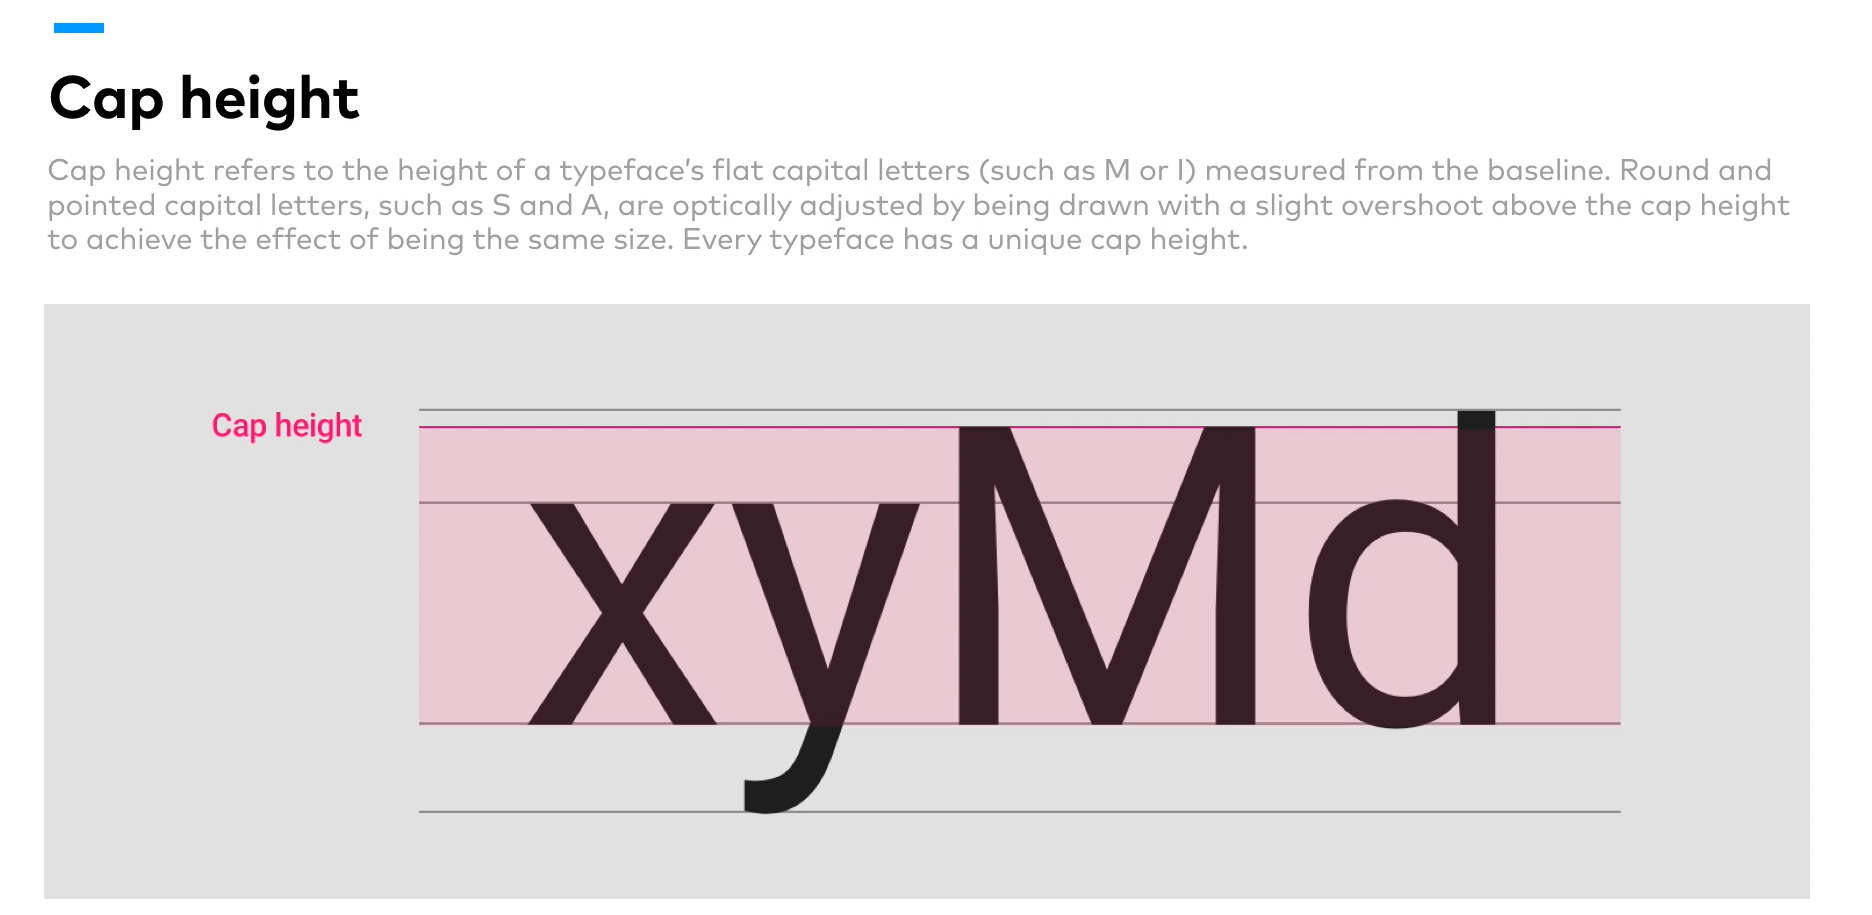 Cap height
Cap height refers to the height of a typeface’s flat capital letters (such as M or I) measured from the baseline. Round and
pointed capital letters, such as S and A, are optically adjusted by being drawn with a slight overshoot above the cap height
to achieve the effect of being the same size. Every typeface has a unique cap height.
Cap height
xyMd